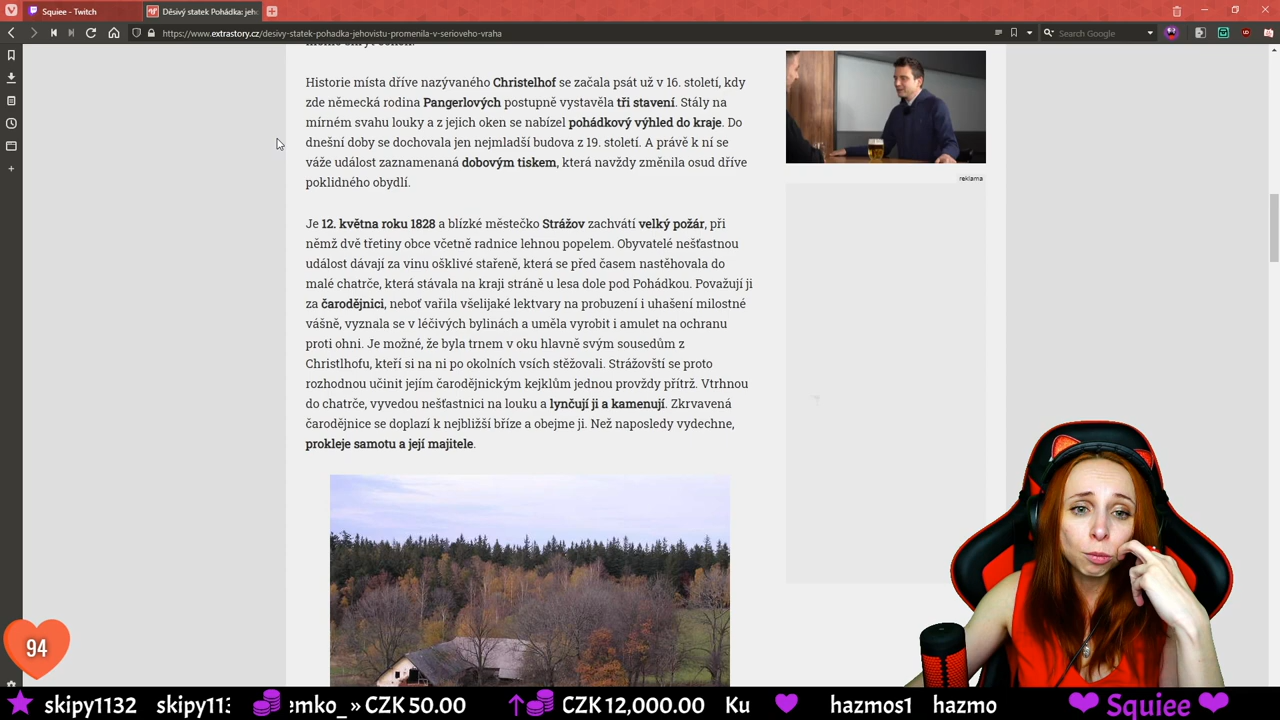 Squiee - Twitch
Děsivý statek Pohádka: jeh
https://www.extrastory.cz/desivy-statek-pohadka-jehovistu-promenila-v-serioveho-vraha
Search Google
Historie místa dříve nazývaného Christelhof se začala psát už v 16. století, kdy
zde německá rodina Pangerlových postupně vystavěla tři stavení. Stály na
mírném svahu louky a z jejich oken se nabízel pohádkový výhled do kraje. Do
dnešní doby se dochovala jen nejmladší budova z 19. století. A právě k ní se
váže událost zaznamenaná dobovým tiskem, která navždy změnila osud dříve
poklidného obydlí.
reklama
Je 12. května roku 1828 a blízké městečko Strážov zachvátí velký požár, při
němž dvě třetiny obce včetně radnice lehnou popelem. Obyvatelé nešťastnou
událost dávají za vinu ošklivé stařeně, která se před časem nastěhovala do
malé chatrče, která stávala na kraji stráně u lesa dole pod Pohádkou. Považují ji
za čarodějnici, neboť vařila všelijaké lektvary na probuzení i uhašení milostné
vášně, vyznala se v léčivých bylinách a uměla vyrobit i amulet na ochranu
proti ohni. Je možné, že byla trnem v oku hlavně svým sousedům z
Christlhofu, kteří si na ni po okolních vsích stěžovali. Strážovští se proto
rozhodnou učinit jejím čarodějnickým kejklům jednou provždy přítrž. Vtrhnou
do chatrče, vyvedou nešťastnici na louku a lynčují ji a kamenují. Zkrvavená
čarodějnice se doplazí k nejbližší bříze a obejme ji. Než naposledy vydechne,
prokleje samotu a její majitele.
94
skipy1132 skipy113 emko_ » CZK 50.00 CZK 12,000.00 Ku hazmos1 hazmo Squiee